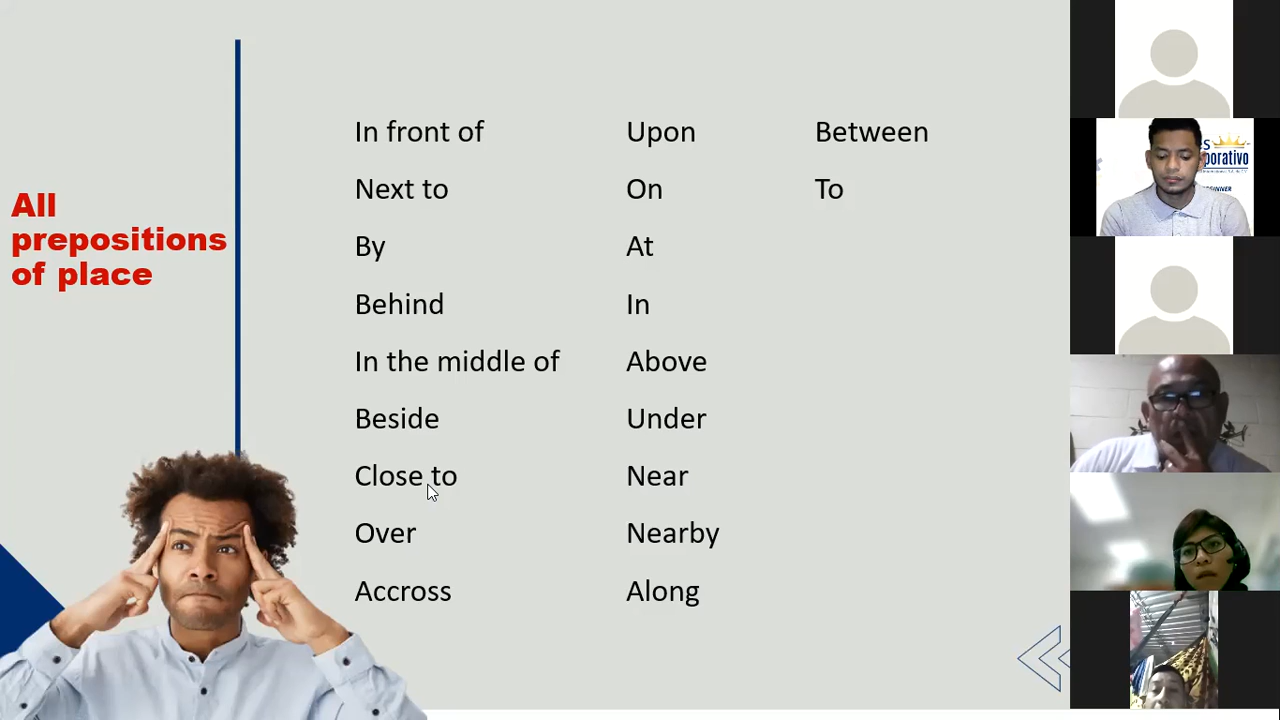 All
prepositions
of place
In front of
Next to
By
Behind
In the middle of
Beside
Close to
Over
Accross
Upon
On
At
In
Above
Under
Near
Nearby
Along
Between
To
porativo